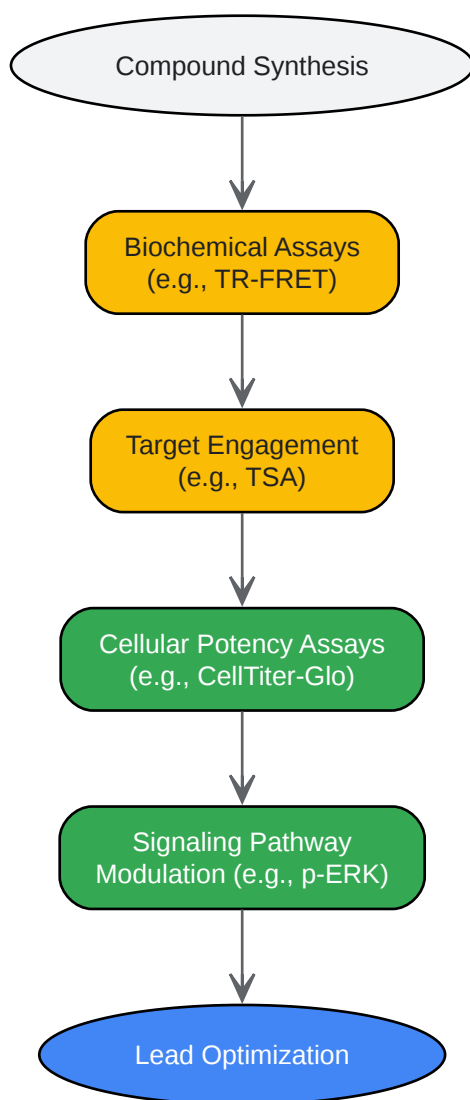 Compound Synthesis
Biochemical Assays
(e.g., TR-FRET)
Target Engagement
(e.g., TSA)
Cellular Potency Assays
(e.g., CellTiter-Glo)
Signaling Pathway
Modulation (e.g., p-ERK)
Lead Optimization